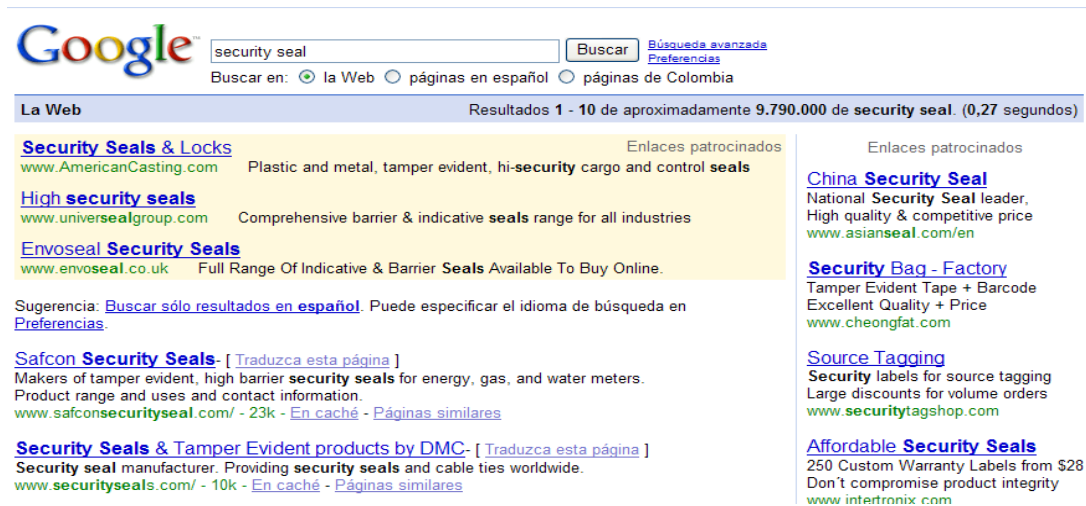 Google™
security seal
Buscar
Búsqueda avanzada
Preferencias
Buscar en: la Web páginas en español páginas de Colombia
La Web
Resultados 1 - 10 de aproximadamente 9.790.000 de security seal. (0,27 segundos)
Security Seals & Locks
Enlaces patrocinados
www.AmericanCasting.com Plastic and metal, tamper evident, hi-security cargo and control seals
High security seals
www.universealgroup.com Comprehensive barrier & indicative seals range for all industries
Envoseal Security Seals
www.envoseal.co.uk Full Range Of Indicative & Barrier Seals Available To Buy Online.
Sugerencia: Buscar sólo resultados en español. Puede especificar el idioma de búsqueda en
Preferencias.
Safcon Security Seals- [ Traduzca esta página ]
Makers of tamper evident, high barrier security seals for energy, gas, and water meters.
Product range and uses and contact information.
www.safconsecurityseal.com/ - 23k - En caché - Páginas similares
Security Seals & Tamper Evident products by DMC- [ Traduzca esta página ]
Security seal manufacturer. Providing security seals and cable ties worldwide.
www.securityseals.com/ - 10k - En caché - Páginas similares
Enlaces patrocinados
China Security Seal
National Security Seal leader,
High quality & competitive price
www.asianseal.com/en
Security Bag - Factory
Tamper Evident Tape + Barcode
Excellent Quality + Price
www.cheongfat.com
Source Tagging
Security labels for source tagging
Large discounts for volume orders
www.securitytagshop.com
Affordable Security Seals
250 Custom Warranty Labels from $28
Don´t compromise product integrity
www.intertronix.com